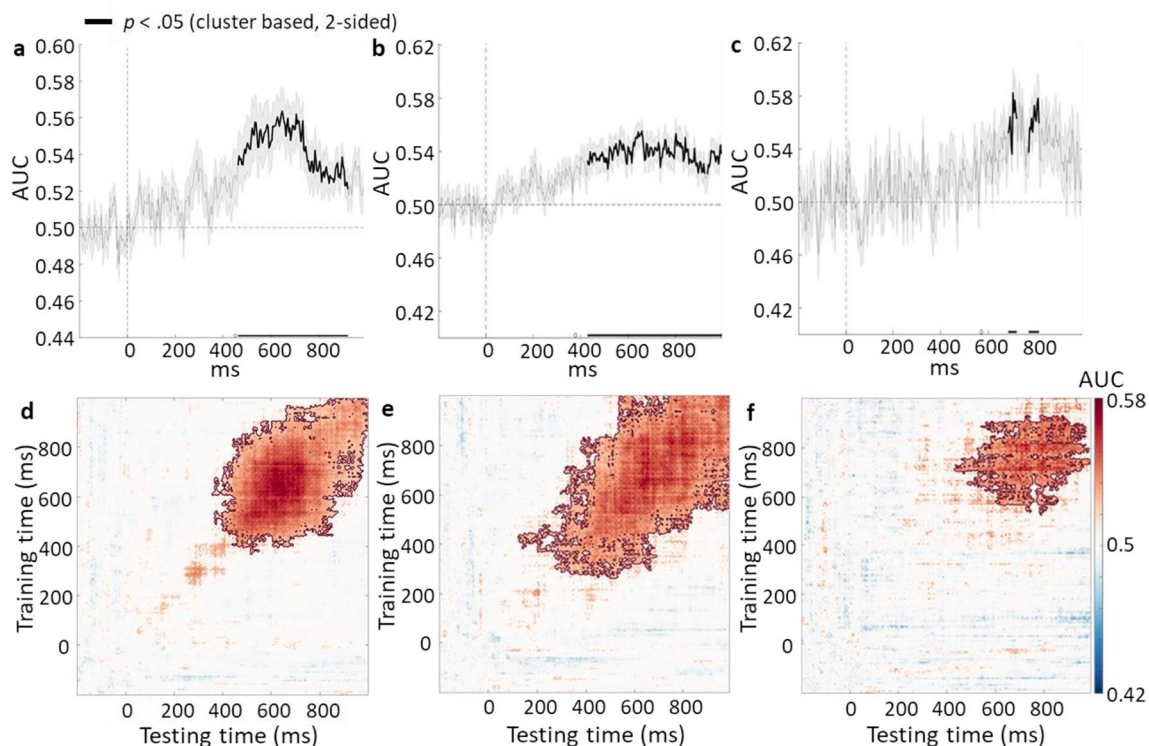 p < .05 (cluster based, 2-sided)
a
0.60
0.58
0.56
0.54
0.52
0.50
0.48
0.46
0.44
AUC
0 200 400 600 800
ms
b
0.62
0.58
0.54
0.50
0.46
0.42
AUC
0 200 400 600 800
ms
c
0.62
0.58
0.54
0.50
0.46
0.42
AUC
0 200 400 600 800
ms
d
800
600
400
200
0
Training time (ms)
0 200 400 600 800
Testing time (ms)
e
800
600
400
200
0
Training time (ms)
0 200 400 600 800
Testing time (ms)
f
800
600
400
200
0
Training time (ms)
0 200 400 600 800
Testing time (ms)
AUC
0.58
0.5
0.42